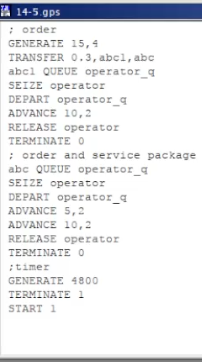 14-5.gps
; order
GENERATE 15,4
TRANSFER 0.3,abc1,abc
abc1 QUEUE operator_q
SEIZE operator
DEPART operator_q
ADVANCE 10,2
RELEASE operator
TERMINATE 0
; order and service package
abc QUEUE operator_q
SEIZE operator
DEPART operator_q
ADVANCE 5,2
ADVANCE 10,2
RELEASE operator
TERMINATE 0
;timer
GENERATE 4800
TERMINATE 1
START 1